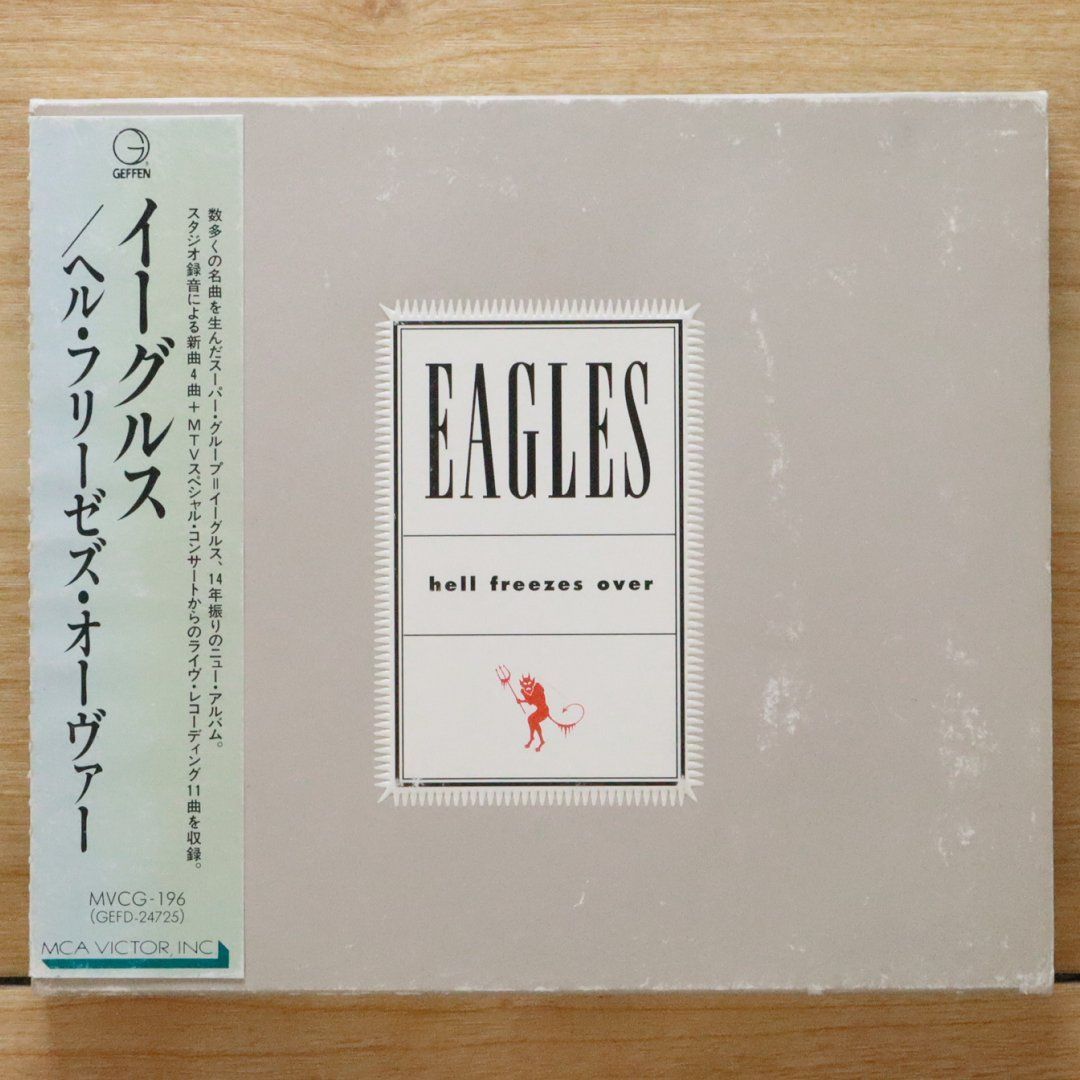 GEFFEN
イーグルス
／ヘル・フリーゼズ・オーヴァー
数多くの名曲を生んだスーパー・グループ＝イーグルス、14年振りのニュー・アルバム。
スタジオ録音による新曲4曲＋MTVスペシャル・コンサートからのライヴ・レコーディング11曲を収録。
MVCG-196
(GEFD-24725)
MCA VICTOR, INC
EAGLES
hell freezes over